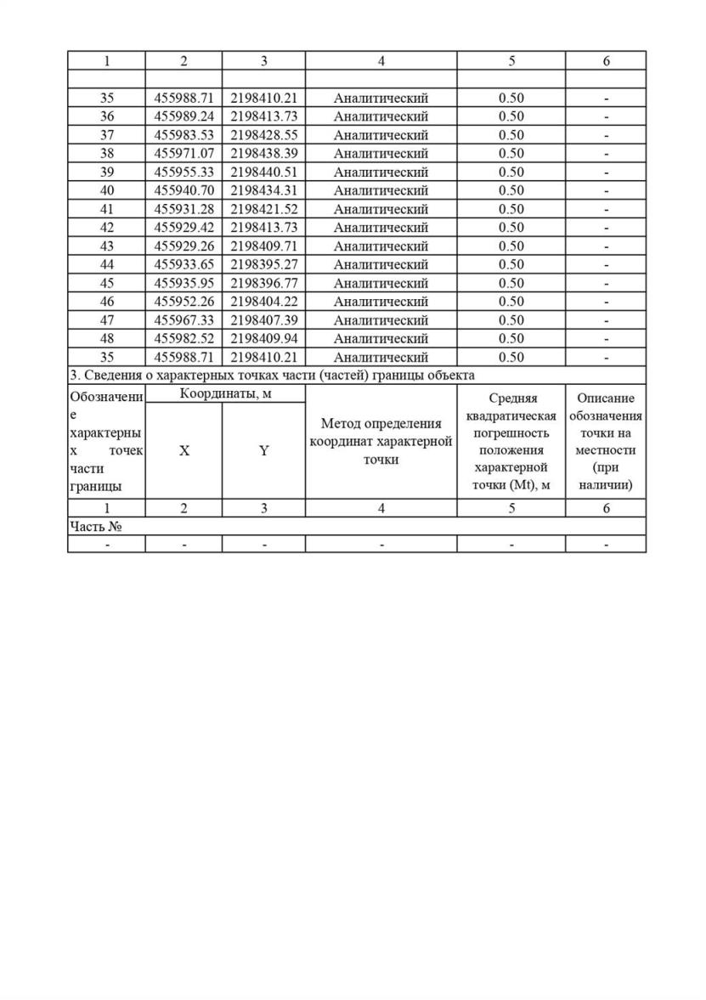 1 2 3 4 5 6
35 455988.71 2198410.21 Аналитический 0.50 -
36 455989.24 2198413.73 Аналитический 0.50 -
37 455983.53 2198428.55 Аналитический 0.50 -
38 455971.07 2198438.39 Аналитический 0.50 -
39 455955.33 2198440.51 Аналитический 0.50 -
40 455940.70 2198434.31 Аналитический 0.50 -
41 455931.28 2198421.52 Аналитический 0.50 -
42 455929.42 2198413.73 Аналитический 0.50 -
43 455929.26 2198409.71 Аналитический 0.50 -
44 455933.65 2198395.27 Аналитический 0.50 -
45 455935.95 2198396.77 Аналитический 0.50 -
46 455952.26 2198404.22 Аналитический 0.50 -
47 455967.33 2198407.39 Аналитический 0.50 -
48 455982.52 2198409.94 Аналитический 0.50 -
35 455988.71 2198410.21 Аналитический 0.50 -
3. Сведения о характерных точках части (частей) границы объекта
Обозначени
е
характерны
х точек
части
границы
Координаты, м
X Y
Метод определения
координат характерной
точки
Средняя
квадратическая
погрешность
положения
характерной
точки (Mt), м
Описание
обозначения
точки на
местности
(при
наличии)
1 2 3 4 5 6
Часть №
- - - - - -